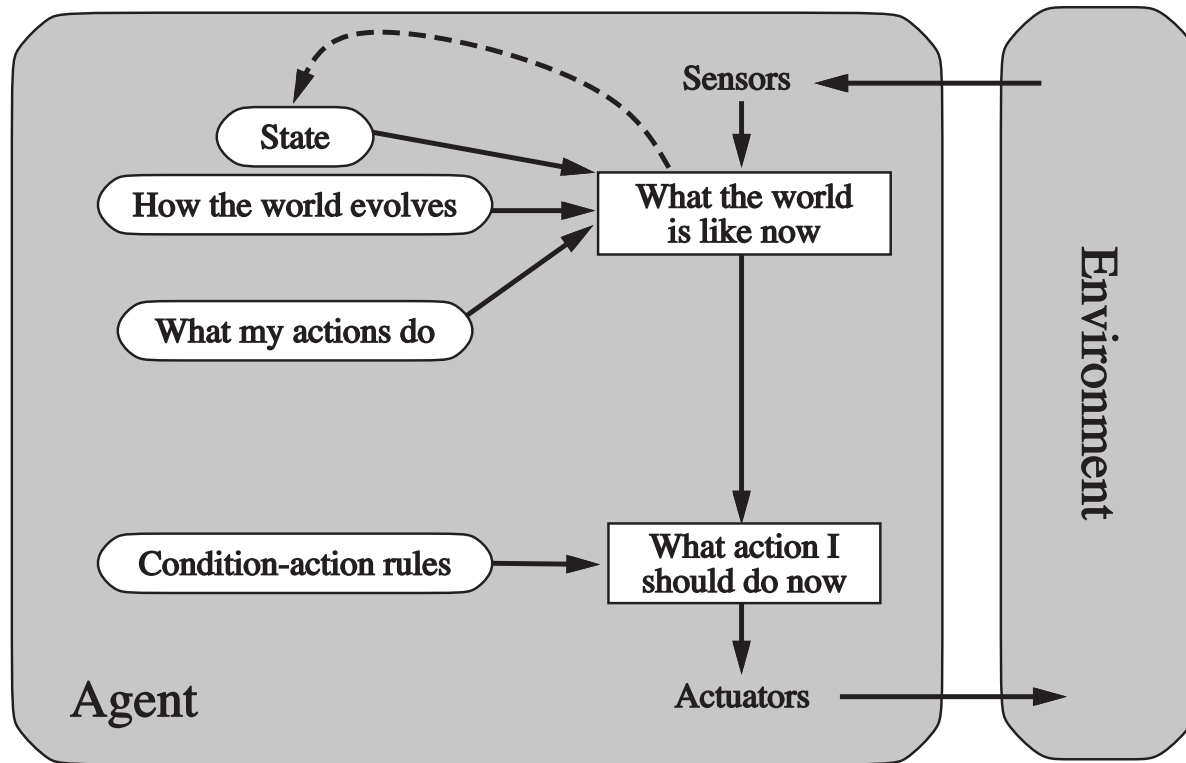 Sensors
State
How the world evolves
What the world
is like now
What my actions do
Condition-action rules
What action I
should do now
Agent
Actuators
Environment